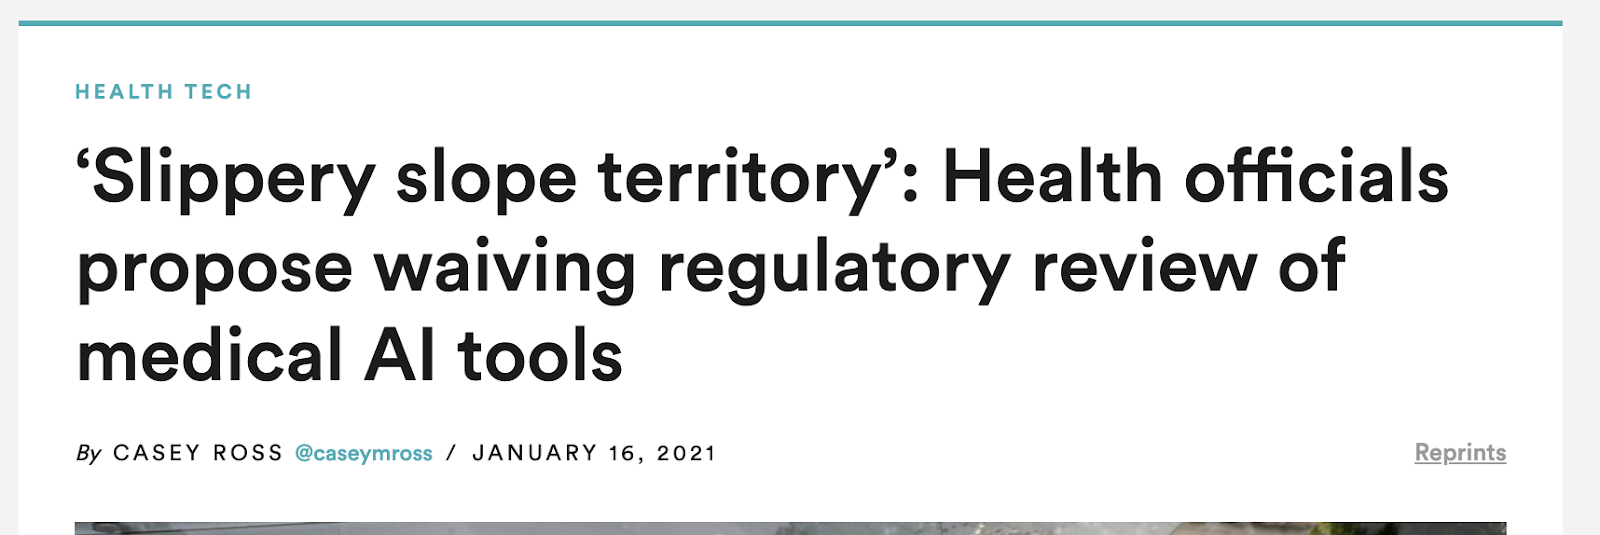 HEALTH TECH
‘Slippery slope territory’: Health officials
propose waiving regulatory review of
medical AI tools
By CASEY ROSS @caseymross / JANUARY 16, 2021
Reprints